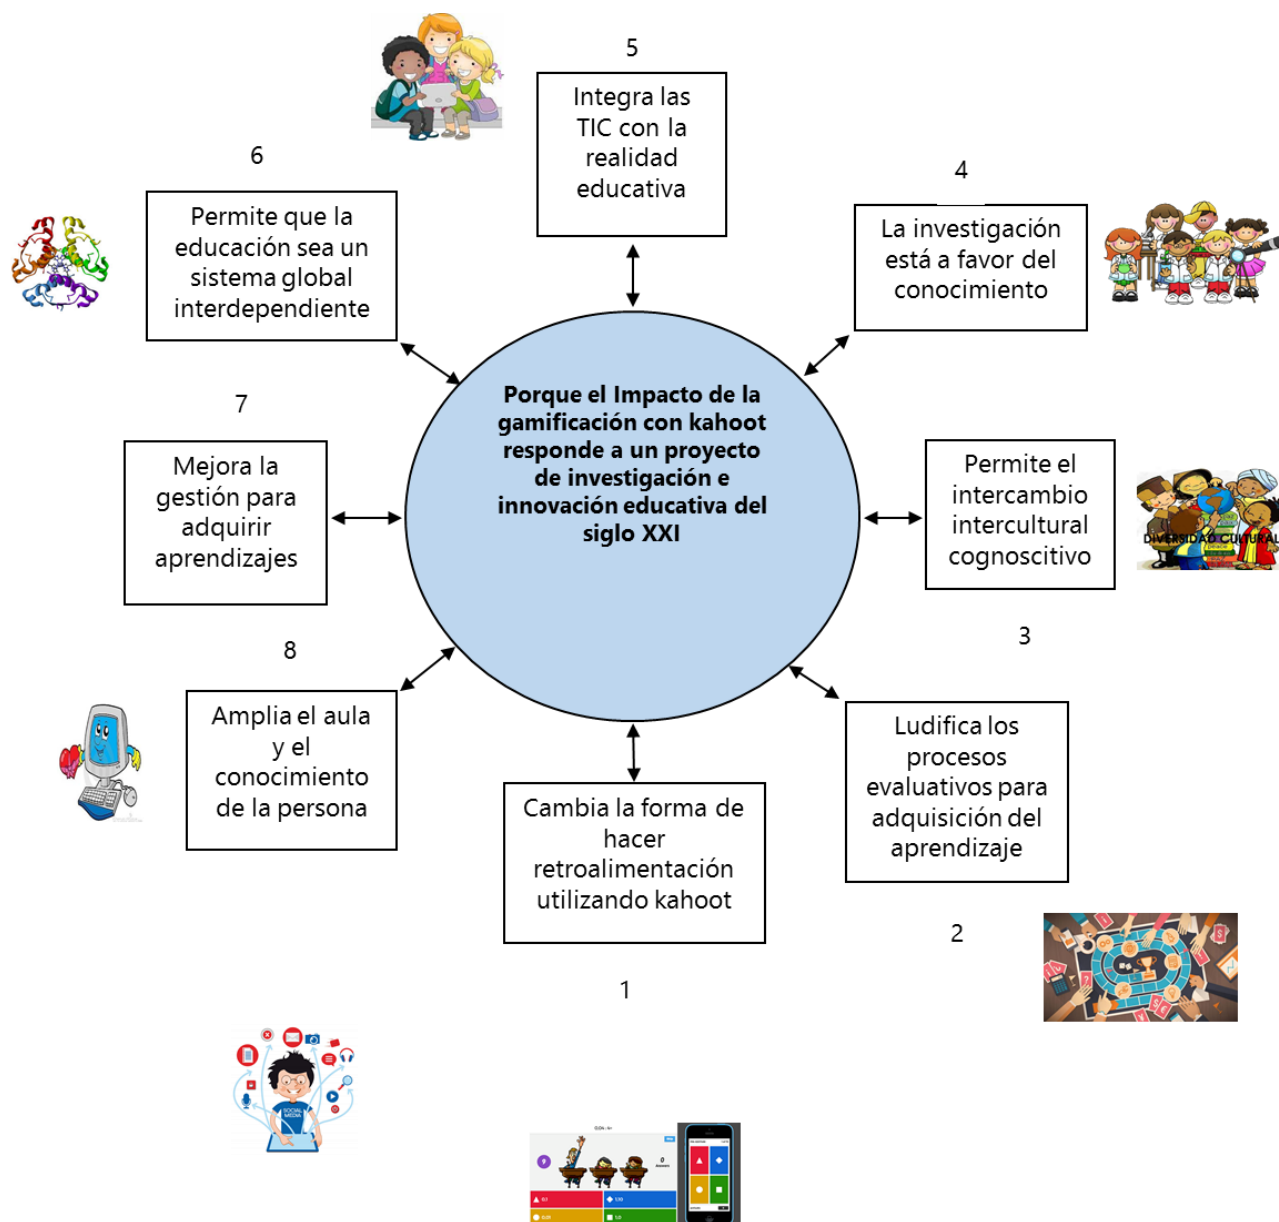 5
Integra las
TIC con la
realidad
educativa
6
Permite que la
educación sea un
sistema global
interdependiente
4
La investigación
está a favor del
conocimiento
Porque el Impacto de la
gamificación con kahoot
responde a un proyecto
de investigación e
innovación educativa del
siglo XXI
7
Mejora la
gestión para
adquirir
aprendizajes
Permite el
intercambio
intercultural
cognoscitivo
DIVERSIDAD CULTURAL
3
8
Amplia el aula
y el
conocimiento
de la persona
Ludifica los
procesos
evaluativos para
adquisición del
aprendizaje
2
Cambia la forma de
hacer
retroalimentación
utilizando kahoot
1
SOCIAL
MEDIA
9
0
Answers